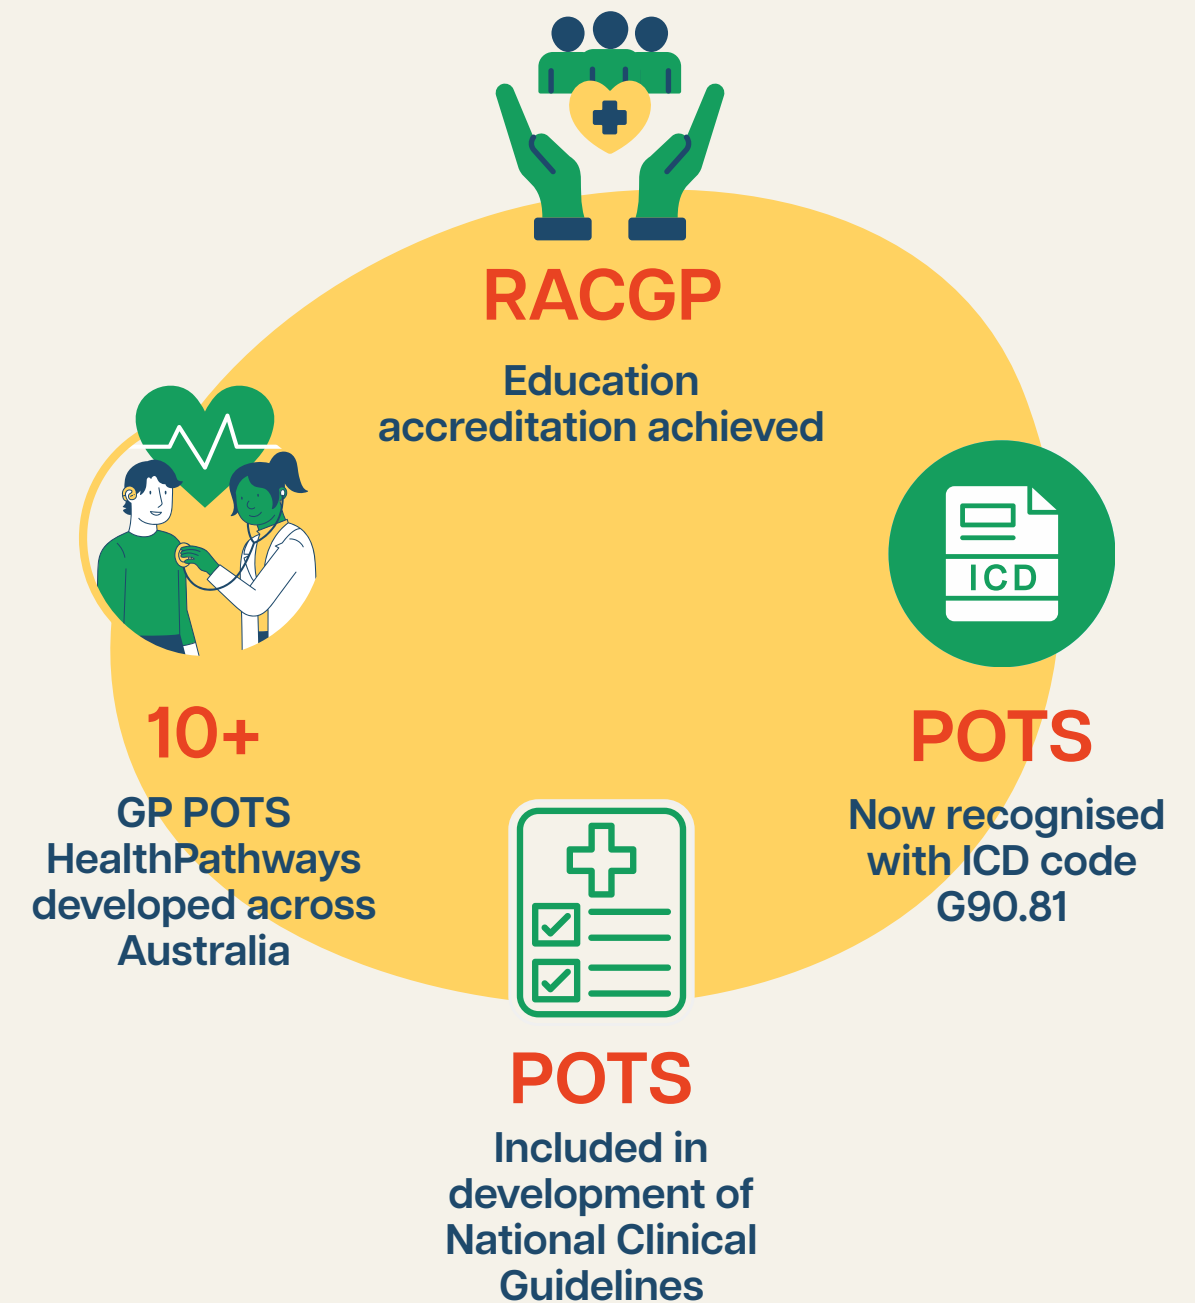 RACGP
Education
accreditation achieved
ICD
10+
GP POTS
HealthPathways
developed across
Australia
POTS
Now recognised
with ICD code
G90.81
POTS
Included in
development of
National Clinical
Guidelines